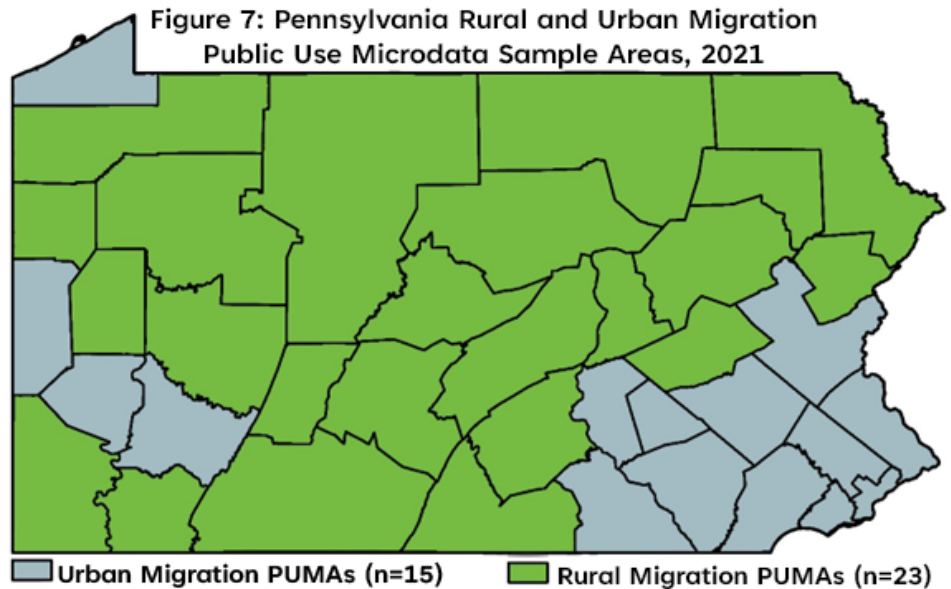 Figure 7: Pennsylvania Rural and Urban Migration
Public Use Microdata Sample Areas, 2021
Urban Migration PUMAs (n=15)
Rural Migration PUMAs (n=23)